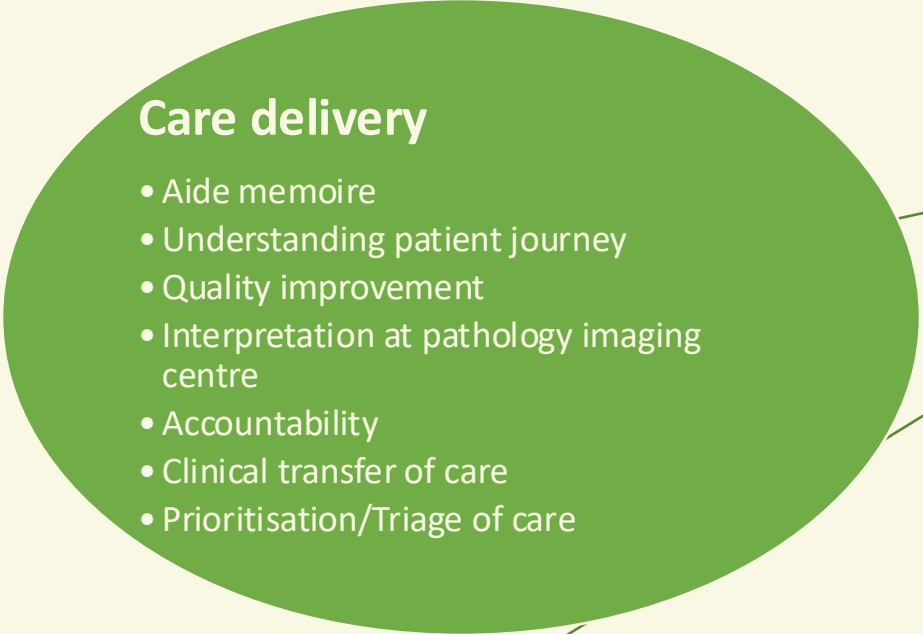 Care delivery
• Aide memoire
• Understanding patient journey
• Quality improvement
• Interpretation at pathology imaging
centre
• Accountability
• Clinical transfer of care
• Prioritisation/Triage of care